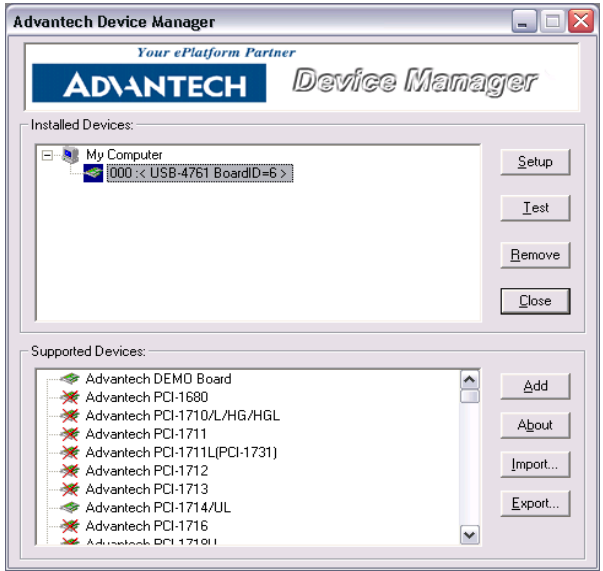 Advantech Device Manager
Your ePlatform Partner
ADVANTECH Device Manager
Installed Devices:
My Computer
000 :< USB-4761 BoardID=6 >
Setup
Test
Remove
Close
Supported Devices:
Advantech DEMO Board
Advantech PCI-1680
Advantech PCI-1710/L/HG/HGL
Advantech PCI-1711
Advantech PCI-1711L(PCI-1731)
Advantech PCI-1712
Advantech PCI-1713
Advantech PCI-1714/UL
Advantech PCI-1716
Advantech PCI-1718U
Add
About
Import...
Export...